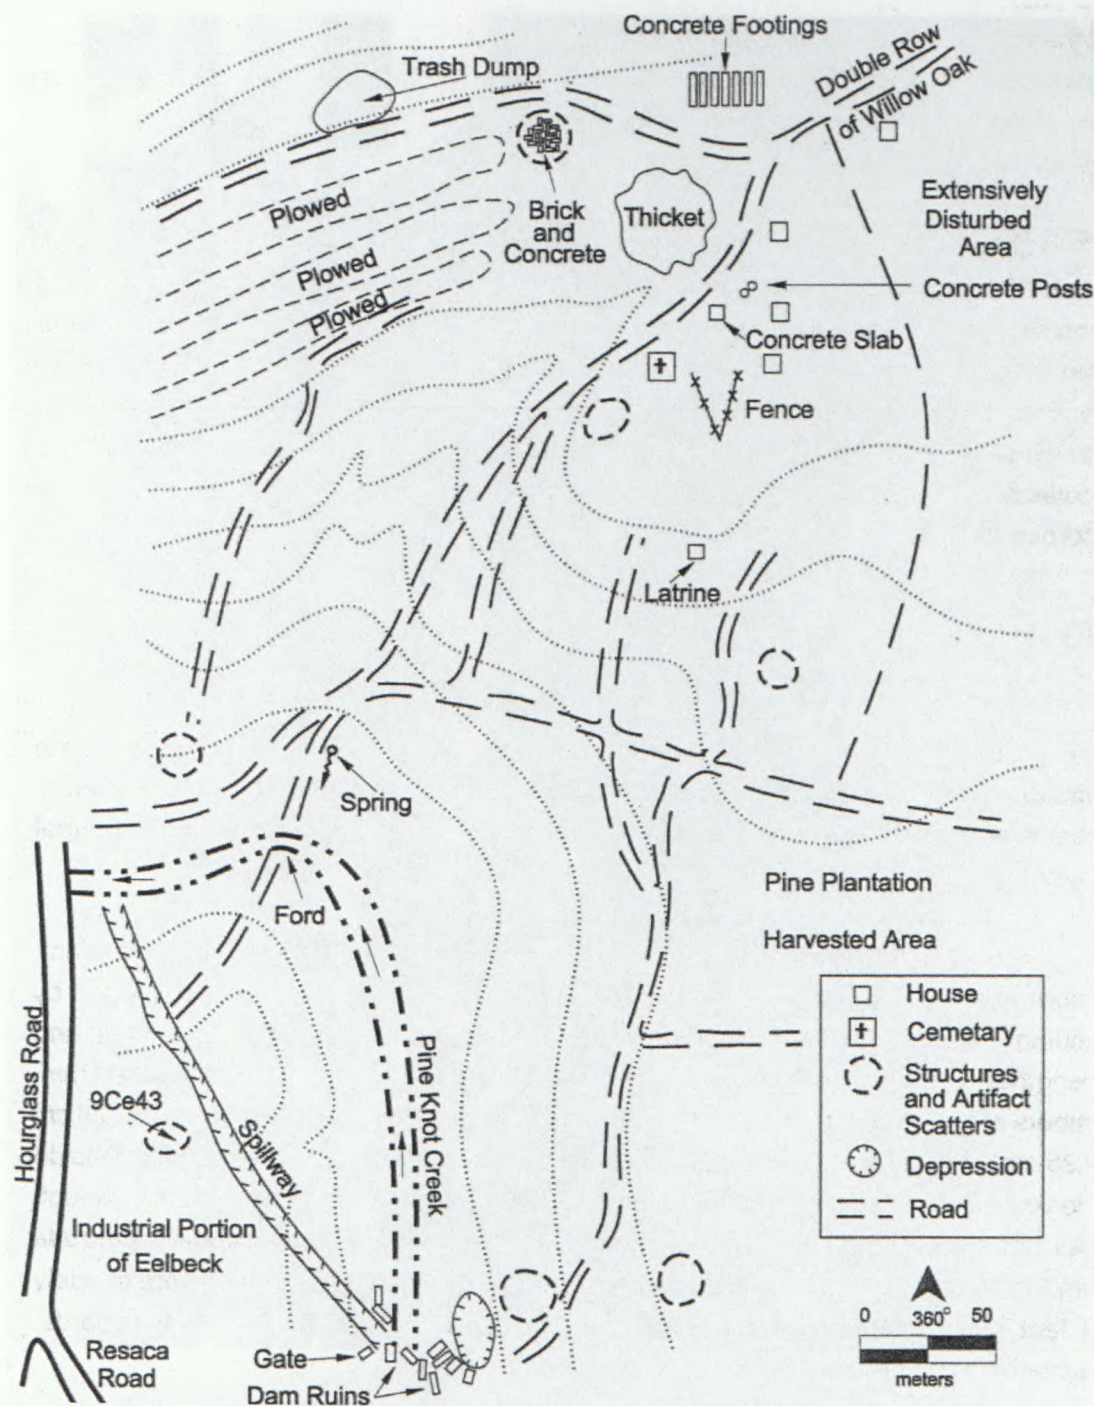 Concrete Footings
Trash Dump
Double Row
of Willow Oak
Plowed
Brick
and
Concrete
Thicket
Extensively
Disturbed
Area
Plowed
Plowed
Concrete Posts
Concrete Slab
Fence
Latrine
Spring
Ford
Pine Plantation
Harvested Area
Hourglass Road
Pine Knot Creek
9Ce43
Spillway
Industrial Portion
of Eelbeck
House
Cemetary
Structures
and Artifact
Scatters
Depression
Road
0 360° 50
meters
Resaca
Road
Gate
Dam Ruins